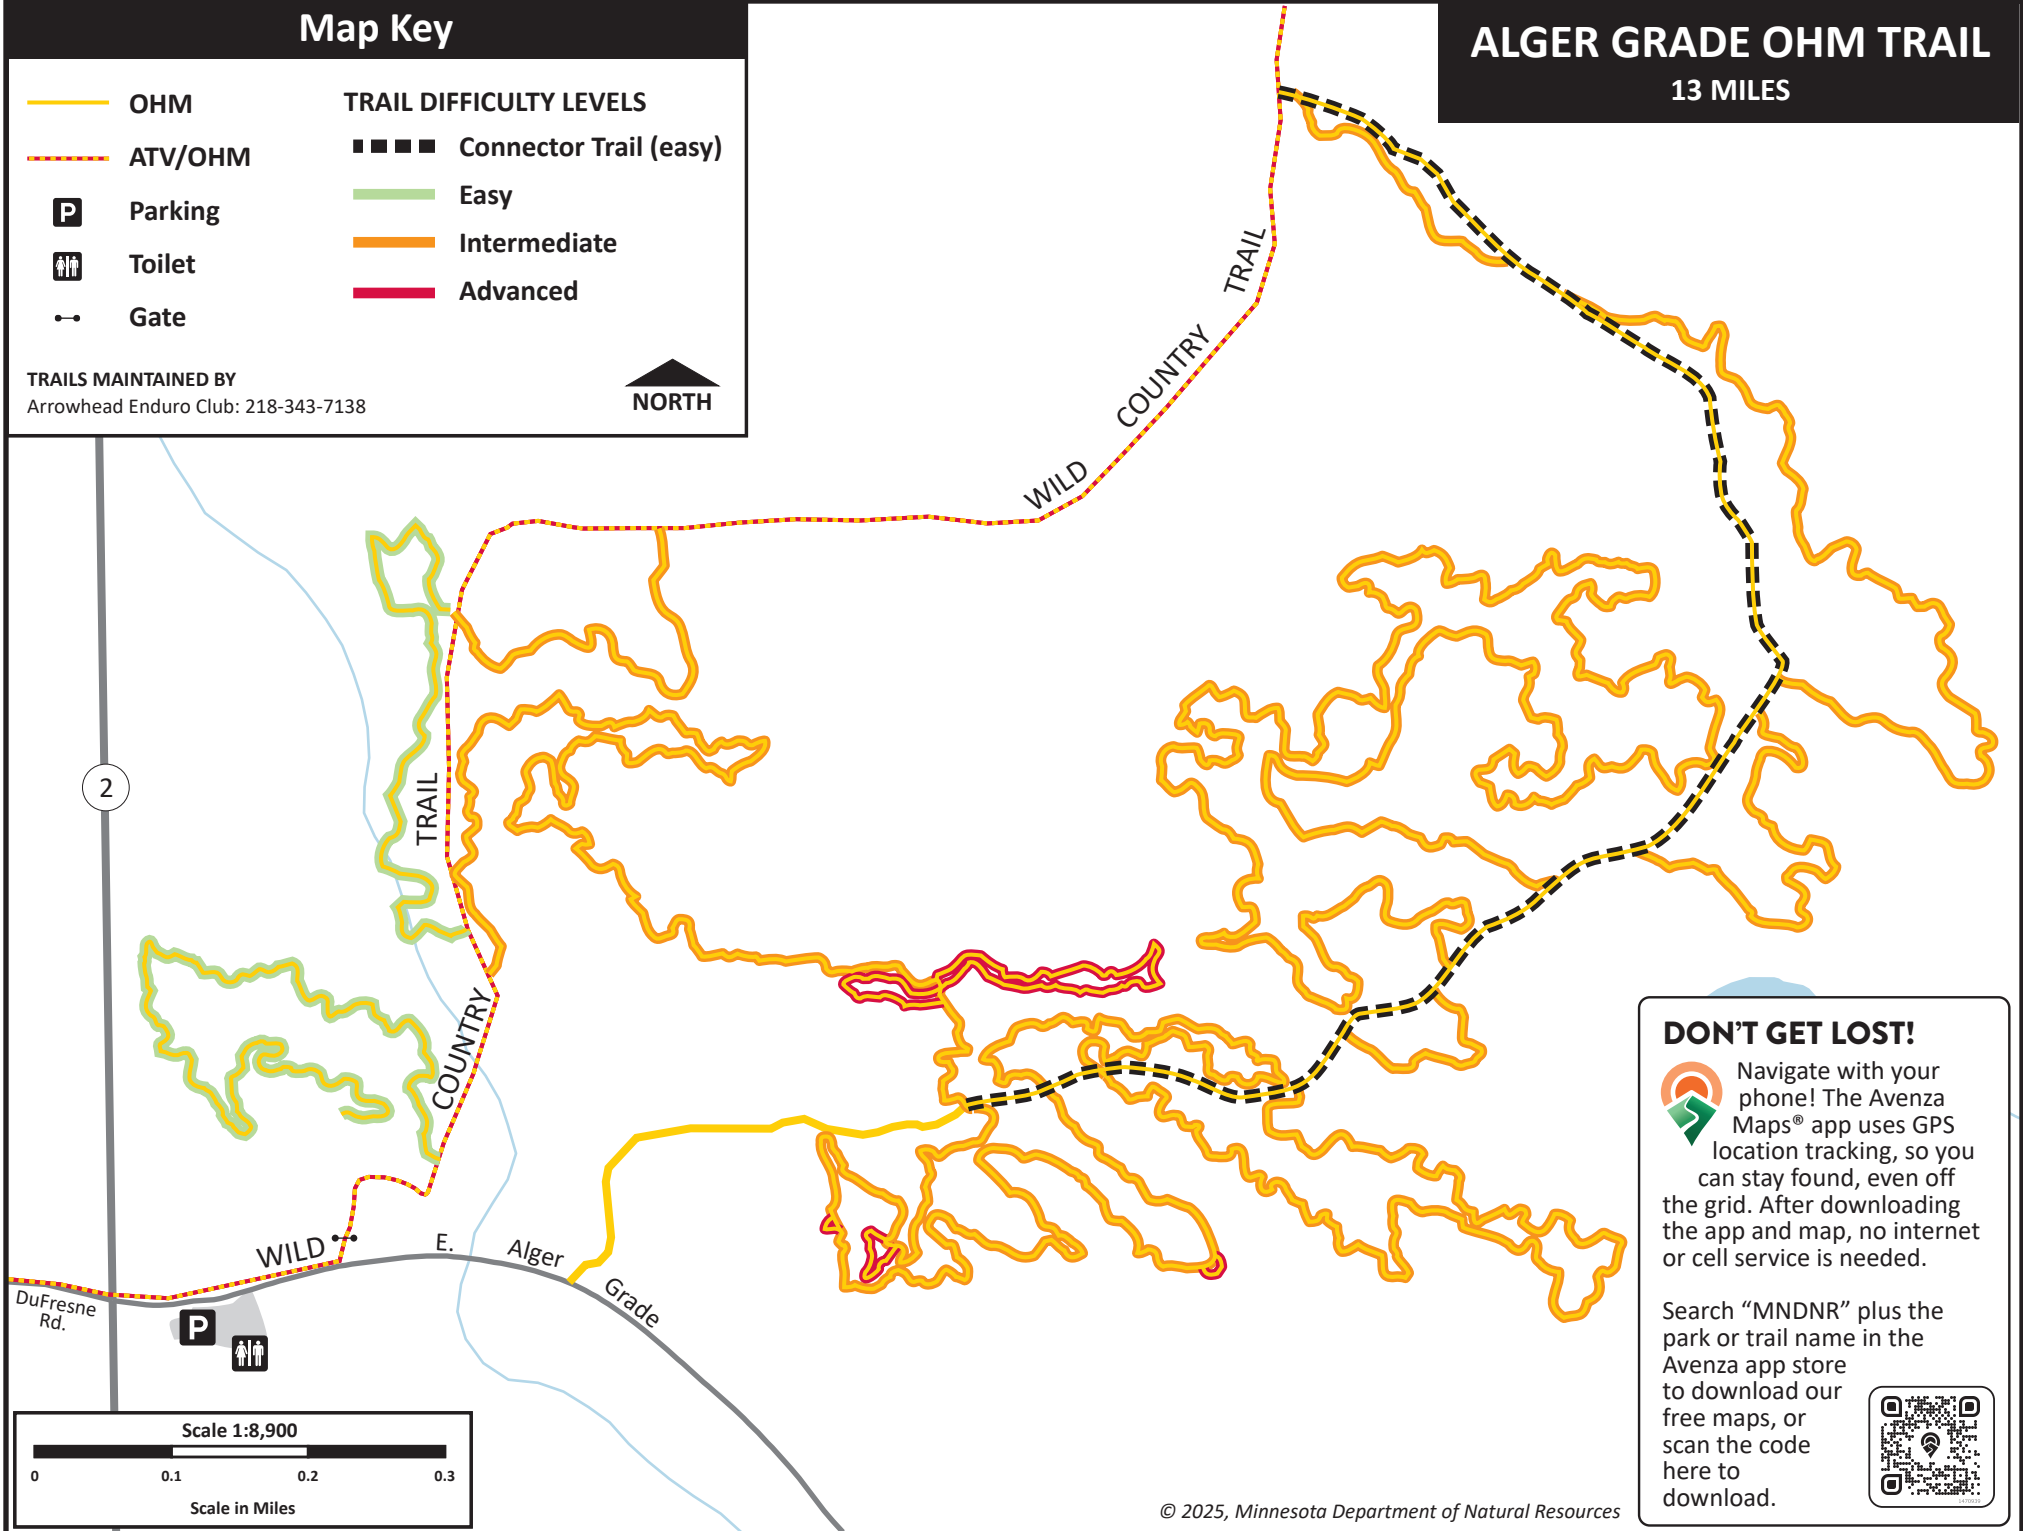 Map Key
OHM
ATV/OHM
P
Parking
Toilet
Gate
TRAIL DIFFICULTY LEVELS
Connector Trail (easy)
Easy
Intermediate
Advanced
TRAILS MAINTAINED BY
Arrowhead Enduro Club: 218-343-7138
NORTH
ALGER GRADE OHM TRAIL
13 MILES
TRAIL
COUNTRY
WILD
2
TRAIL
COUNTRY
WILD
E.
Alger
Grade
DuFresne
Rd.
P
Scale 1:8,900
0 0.1 0.2 0.3
Scale in Miles
DON'T GET LOST!
Navigate with your
phone! The Avenza
Maps® app uses GPS
location tracking, so you
can stay found, even off
the grid. After downloading
the app and map, no internet
or cell service is needed.
Search “MNDNR” plus the
park or trail name in the
Avenza app store
to download our
free maps, or
scan the code
here to
download.
© 2025, Minnesota Department of Natural Resources